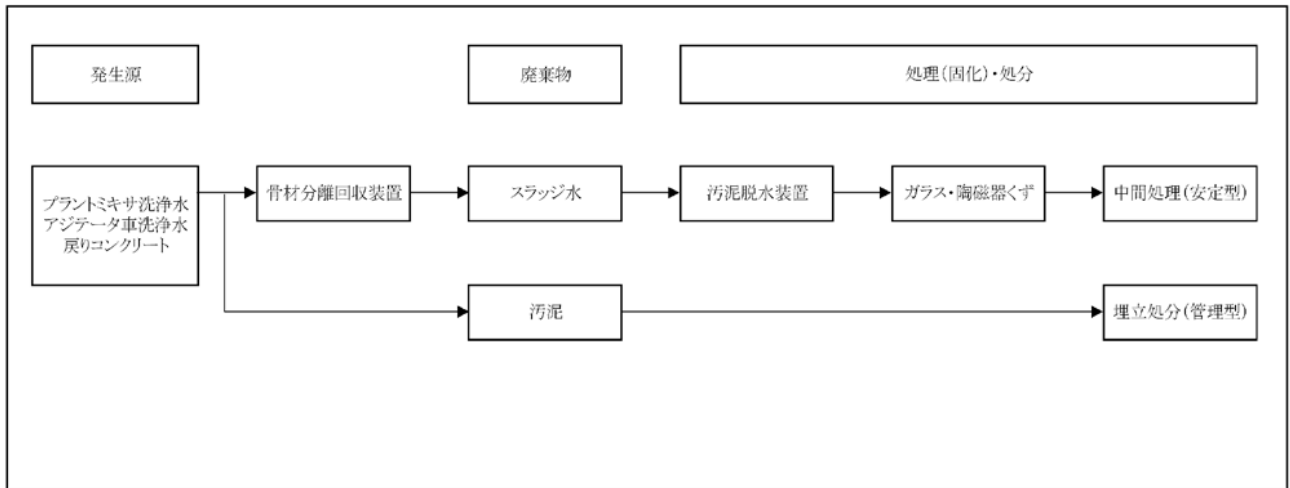 発生源
廃棄物
処理(固化)・処分
プラントミキサ洗浄水
アジテータ車洗浄水
戻りコンクリート
骨材分離回収装置
スラッジ水
汚泥脱水装置
ガラス・陶磁器くず
中間処理(安定型)
汚泥
埋立処分(管理型)